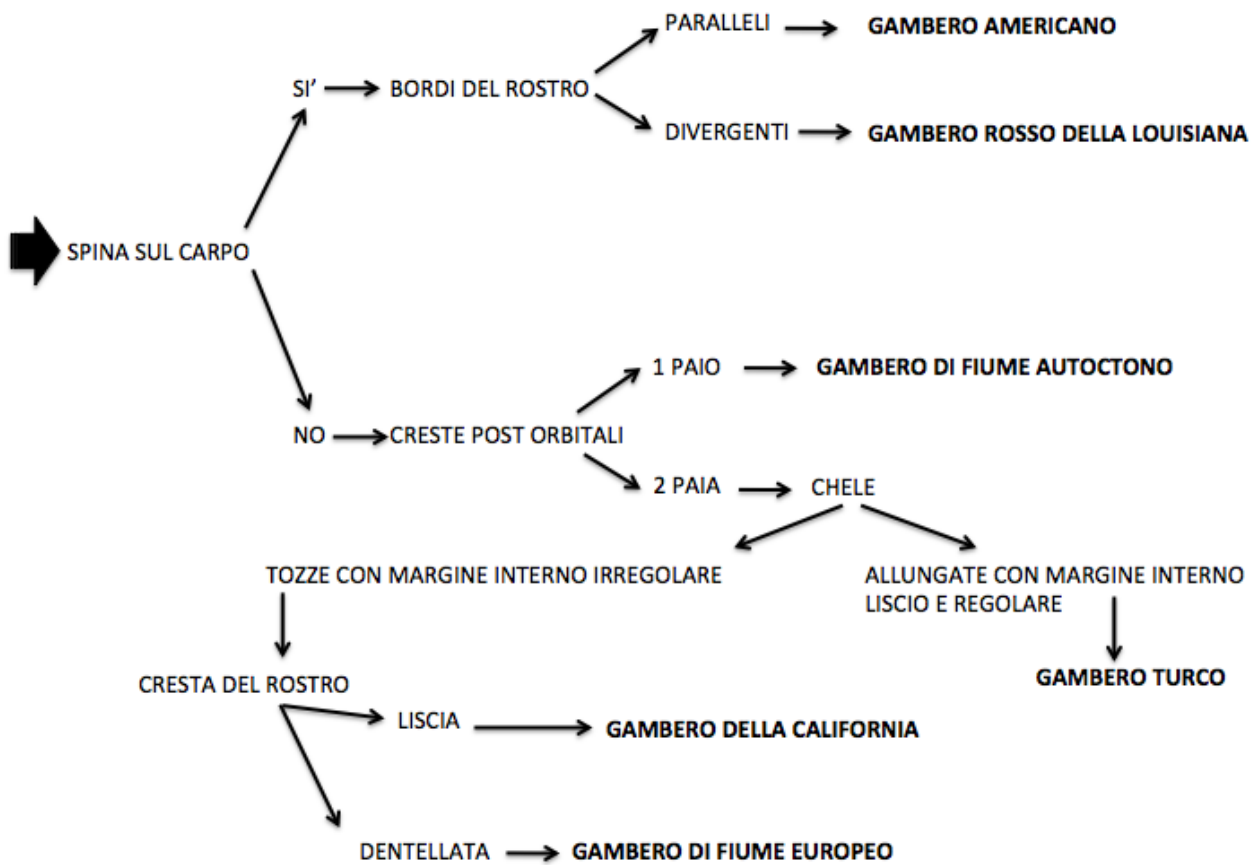 PARALLELI
GAMBERO AMERICANO
SI'
BORDI DEL ROSTRO
DIVERGENTI
GAMBERO ROSSO DELLA LOUISIANA
SPINA SUL CARPO
1 PAIO
GAMBERO DI FIUME AUTOCTONO
NO
CRESTE POST ORBITALI
2 PAIA
CHELE
TOZZE CON MARGINE INTERNO IRREGOLARE
ALLUNGATE CON MARGINE INTERNO
LISCIO E REGOLARE
GAMBERO TURCO
CRESTA DEL ROSTRO
LISCIA
GAMBERO DELLA CALIFORNIA
DENTELLATA
GAMBERO DI FIUME EUROPEO